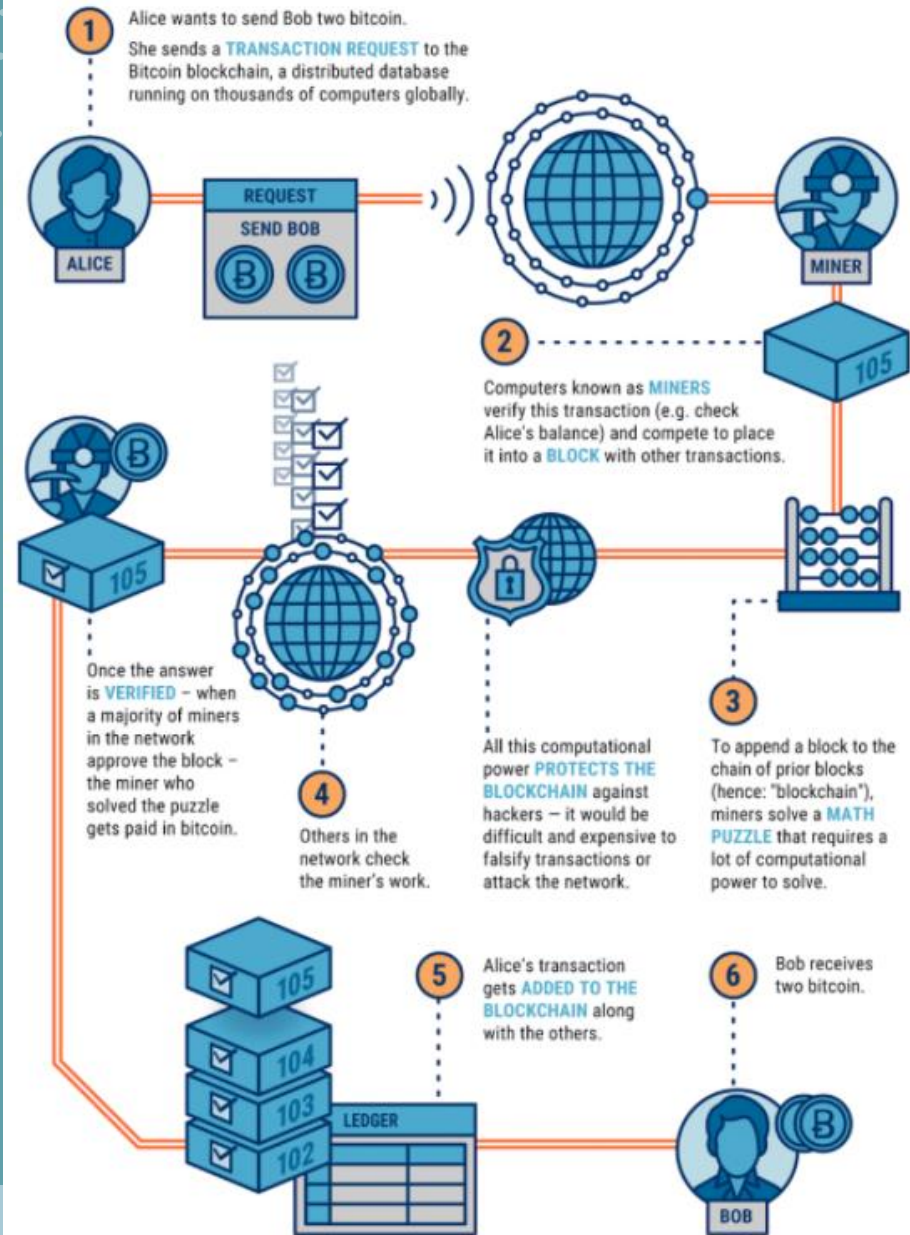 1
Alice wants to send Bob two bitcoin.
She sends a TRANSACTION REQUEST to the
Bitcoin blockchain, a distributed database
running on thousands of computers globally.
ALICE
REQUEST
SEND BOB
B B
MINER
105
2
Computers known as MINERS
verify this transaction (e.g. check
Alice's balance) and compete to place
it into a BLOCK with other transactions.
3
To append a block to the
chain of prior blocks
(hence: "blockchain"),
miners solve a MATH
PUZZLE that requires a
lot of computational
power to solve.
All this computational
power PROTECTS THE
BLOCKCHAIN against
hackers – it would be
difficult and expensive to
falsify transactions or
attack the network.
4
Others in the
network check
the miner's work.
B
105
Once the answer
is VERIFIED – when
a majority of miners
in the network
approve the block –
the miner who
solved the puzzle
gets paid in bitcoin.
105
104
103
102
LEDGER
5
Alice's transaction
gets ADDED TO THE
BLOCKCHAIN along
with the others.
6
Bob receives
two bitcoin.
B
BOB